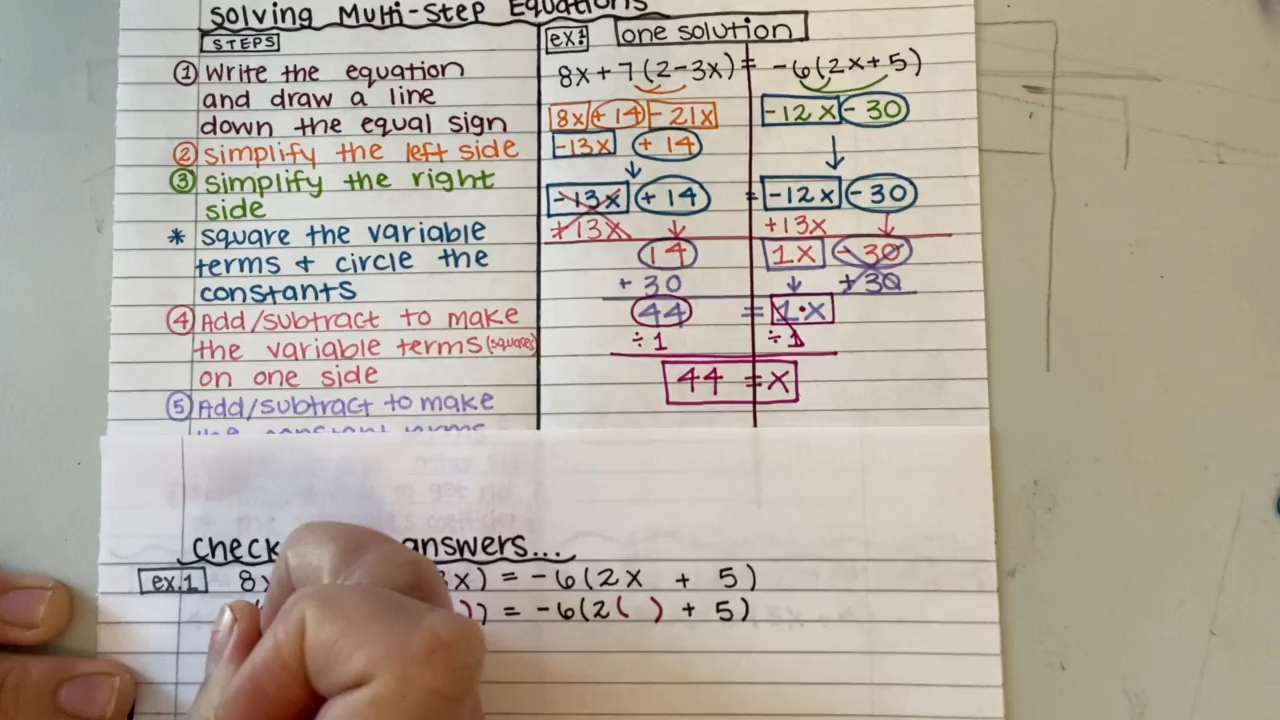 Solving Multi-Step Equations
STEPS
① Write the equation
and draw a line
down the equal sign
② Simplify the left side
③ Simplify the right
side
* square the variable
terms + circle the
constants
④ Add/subtract to make
the variable terms (squares)
on one side
⑤ Add/subtract to make
the constant terms
ex: one solution
8x + 7(2 - 3x) = -6(2x + 5)
8x + 14 - 21x -12x - 30
-13x + 14 ↓
↓
-13x + 14 = -12x - 30
+13x ↓ +13x ↓
14 1x - 30
+ 30 ↓ + 30
44 = 1·x
÷ 1 ÷ 1
44 = x
check answers...
ex.1 8x x) = -6(2x + 5)
)) = -6(2( ) + 5)